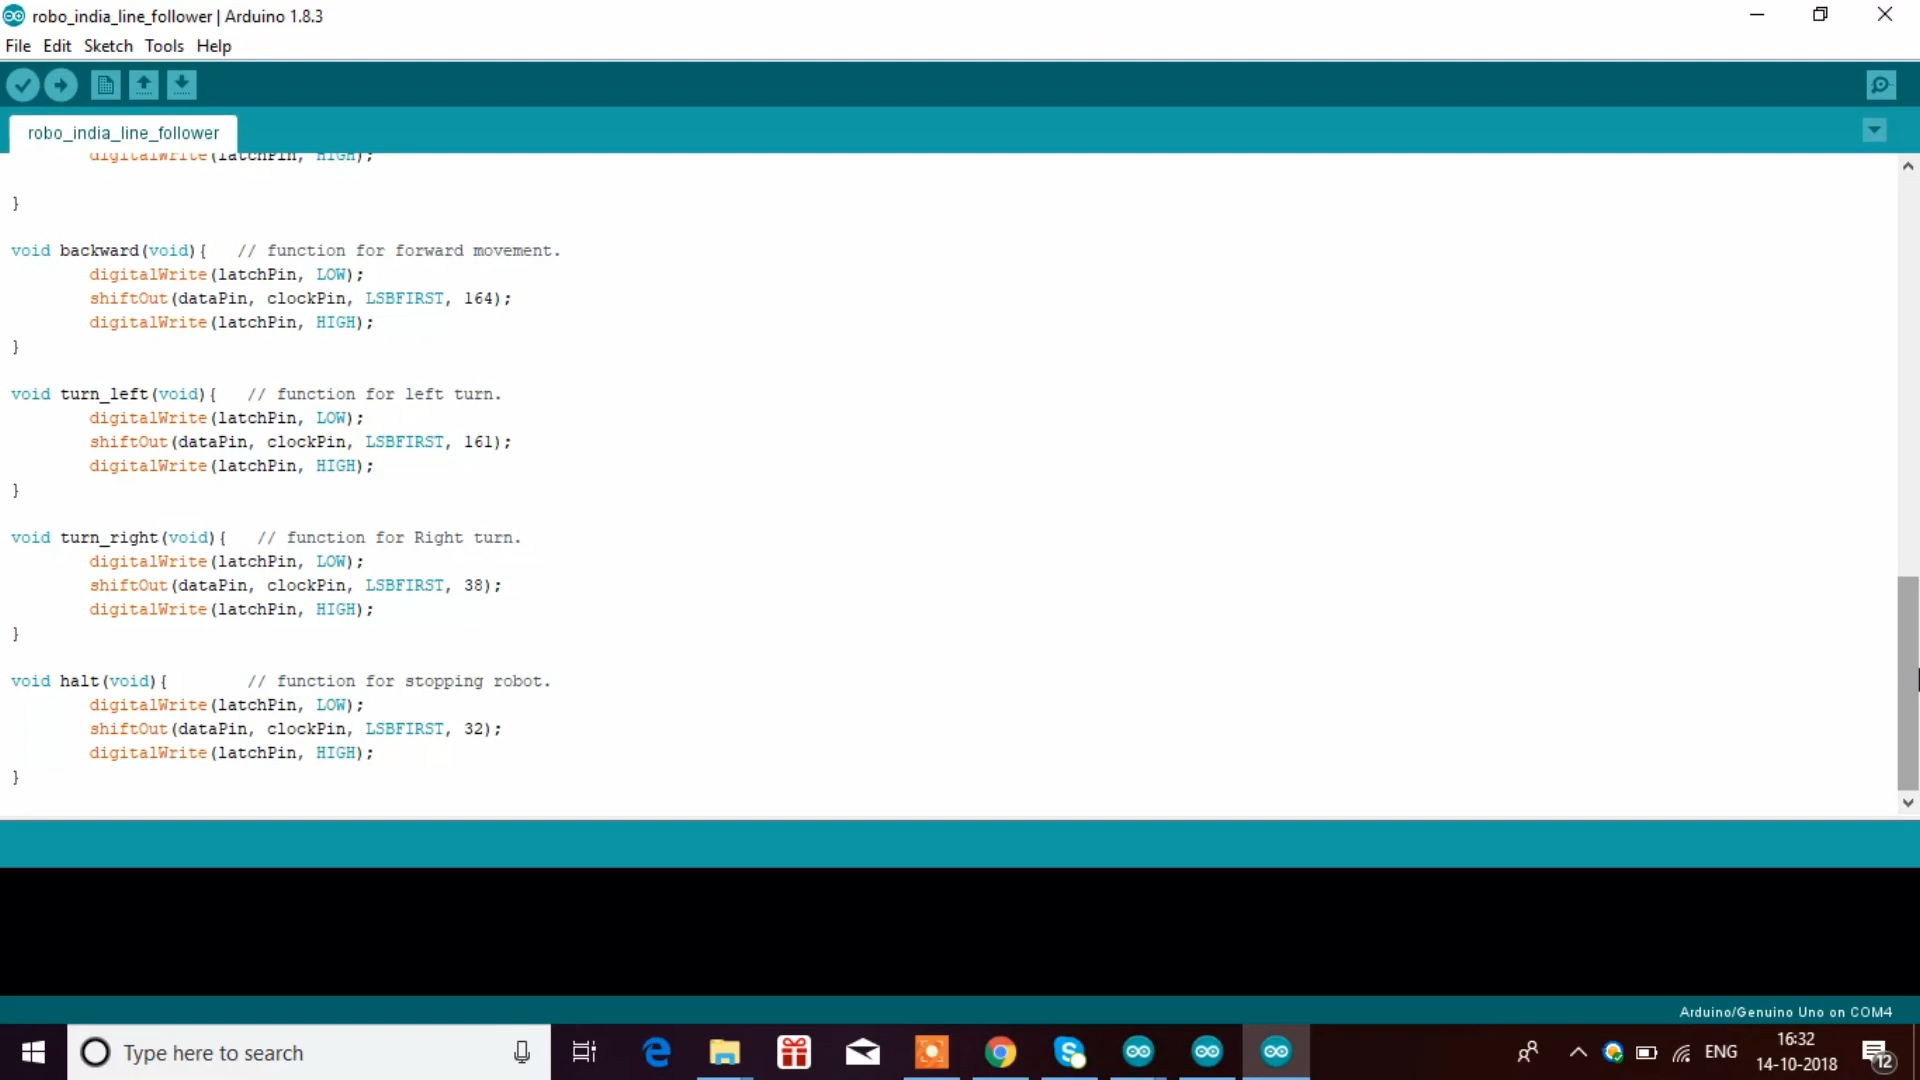 robo_india_line_follower | Arduino 1.8.3
File Edit Sketch Tools Help
robo_india_line_follower
digitalWrite(latchPin, HIGH);
}
void backward(void){ // function for forward movement.
digitalWrite(latchPin, LOW);
shiftOut(dataPin, clockPin, LSBFIRST, 164);
digitalWrite(latchPin, HIGH);
}
void turn_left(void){ // function for left turn.
digitalWrite(latchPin, LOW);
shiftOut(dataPin, clockPin, LSBFIRST, 161);
digitalWrite(latchPin, HIGH);
}
void turn_right(void){ // function for Right turn.
digitalWrite(latchPin, LOW);
shiftOut(dataPin, clockPin, LSBFIRST, 38);
digitalWrite(latchPin, HIGH);
}
void halt(void){ // function for stopping robot.
digitalWrite(latchPin, LOW);
shiftOut(dataPin, clockPin, LSBFIRST, 32);
digitalWrite(latchPin, HIGH);
}
Arduino/Genuino Uno on COM4
Type here to search
ENG
16:32
14-10-2018
12